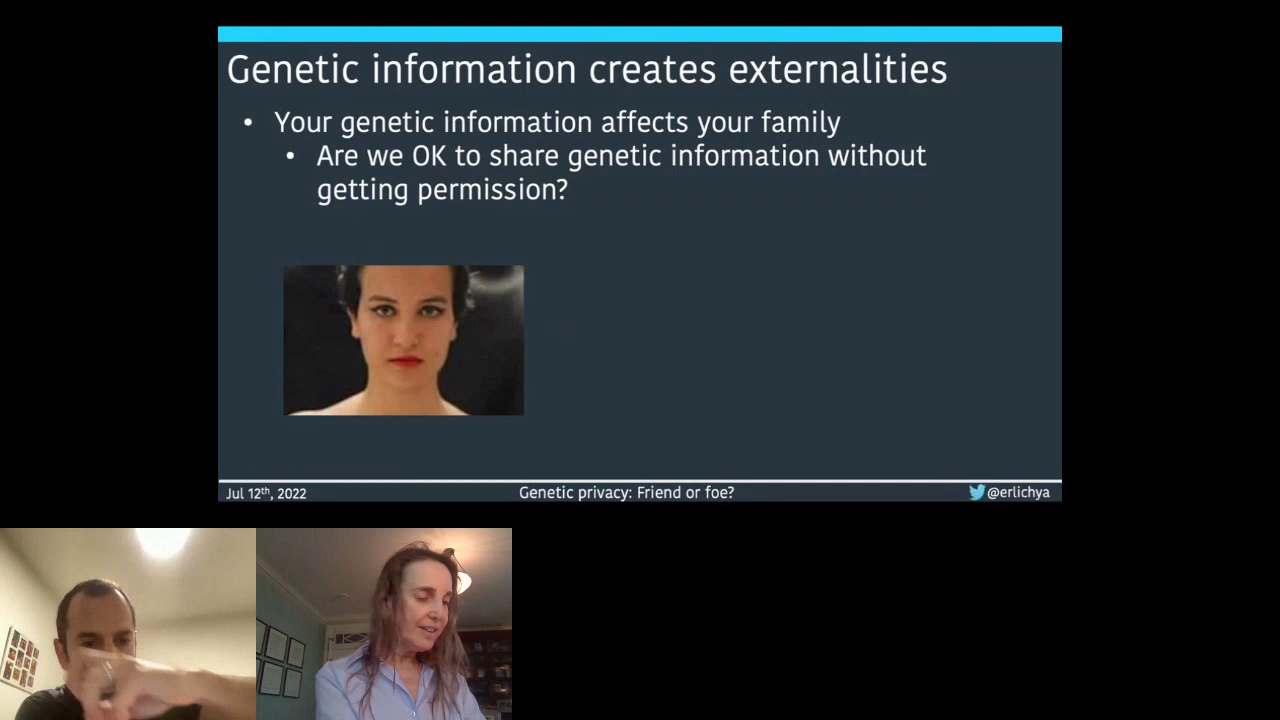 Genetic information creates externalities
• Your genetic information affects your family
• Are we OK to share genetic information without
getting permission?
Jul 12th, 2022 Genetic privacy: Friend or foe? @erlichya